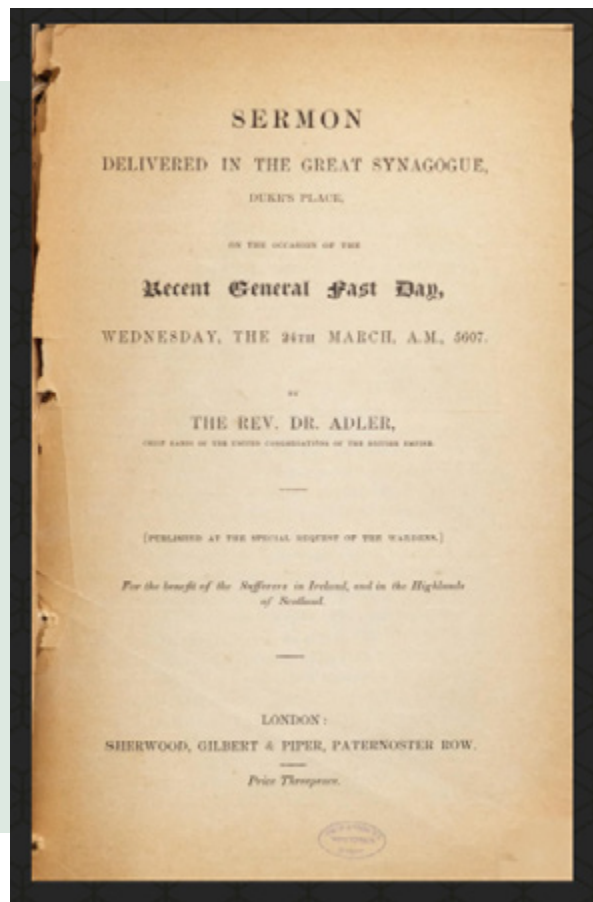 SERMON
DELIVERED IN THE GREAT SYNAGOGUE,
DUKE'S PLACE,
ON THE OCCASION OF THE
Recent General Fast Day,
WEDNESDAY, THE 24TH MARCH, A.M., 5607.
BY
THE REV. DR. ADLER,
CHIEF RABBI OF THE UNITED CONGREGATIONS OF THE BRITISH EMPIRE.
[PUBLISHED AT THE SPECIAL REQUEST OF THE WARDENS.]
For the benefit of the Sufferers in Ireland, and in the Highlands
of Scotland.
LONDON:
SHERWOOD, GILBERT & PIPER, PATERNOSTER ROW.
Price Threepence.